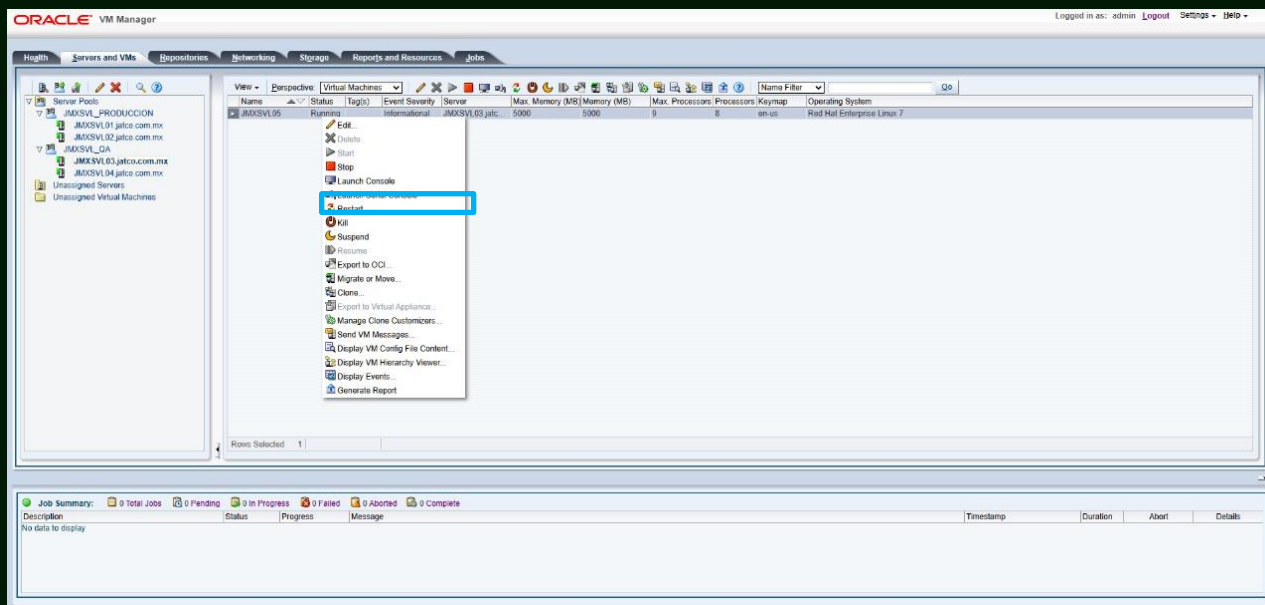 ORACLE VM Manager
Logged in as: admin Logout Settings Help
Health Servers and VMs Repositories Networking Storage Reports and Resources Jobs
View Perspective: Virtual Machines Name Filter Go
Server Pools
JMXSVL_PRODUCCION
JMXSVL01.jatco.com.mx
JMXSVL02.jatco.com.mx
JMXSVL_QA
JMXSVL03.jatco.com.mx
JMXSVL04.jatco.com.mx
Unassigned Servers
Unassigned Virtual Machines
Name Status Tag(s) Event Severity Server Max. Memory (MB) Memory (MB) Max. Processors Processors Keymap Operating System
JMXSVL05 Running Informational JMXSVL03.jatc. 5000 5000 9 8 en-us Red Hat Enterprise Linux 7
Edit...
Delete
Start
Stop
Launch Console
Launch Serial Console
Restart
Kill
Suspend
Resume
Export to OCI...
Migrate or Move...
Clone...
Export to Virtual Appliance...
Manage Clone Customizers...
Send VM Messages...
Display VM Config File Content...
Display VM Hierarchy Viewer...
Display Events...
Generate Report
Rows Selected 1
Job Summary: 0 Total Jobs 0 Pending 0 In Progress 0 Failed 0 Aborted 0 Complete
Description Status Progress Message Timestamp Duration Abort Details
No data to display